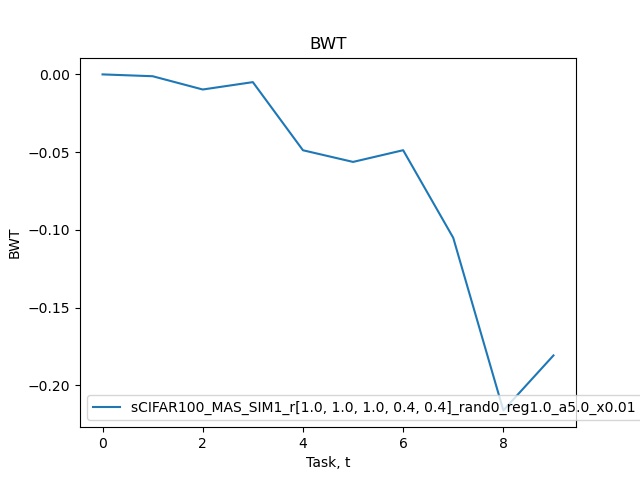 BWT
0.00
−0.05
−0.10
−0.15
−0.20
BWT
sCIFAR100_MAS_SIM1_r[1.0, 1.0, 1.0, 0.4, 0.4]_rand0_reg1.0_a5.0_x0.01
0 2 4 6 8
Task, t